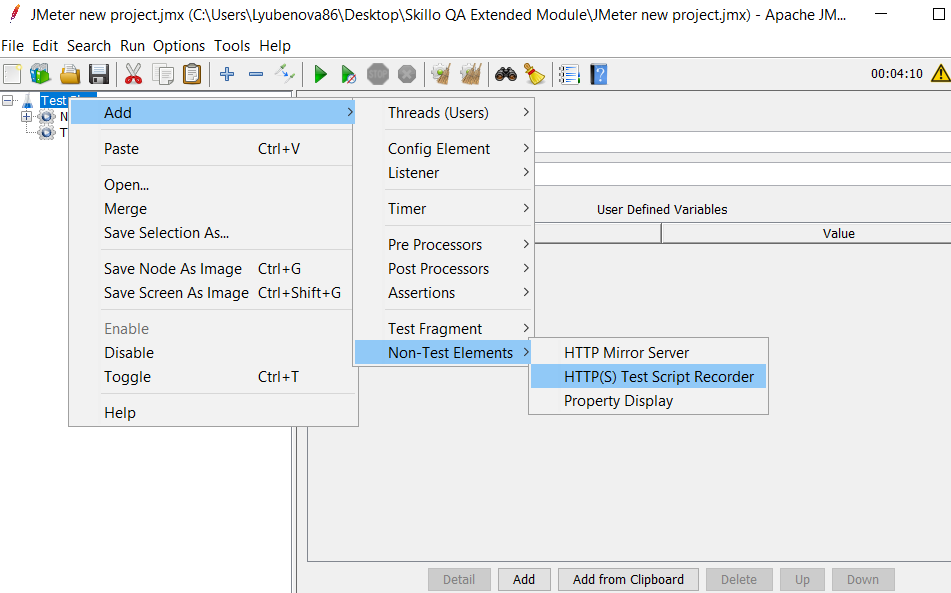 JMeter new project.jmx (C:\Users\Lyubenova86\Desktop\Skillo QA Extended Module\JMeter new project.jmx) - Apache JM...
File Edit Search Run Options Tools Help
STOP
00:04:10
Test
N
T
Add
Paste Ctrl+V
Open...
Merge
Save Selection As...
Save Node As Image Ctrl+G
Save Screen As Image Ctrl+Shift+G
Enable
Disable
Toggle Ctrl+T
Help
Threads (Users)
Config Element
Listener
Timer
Pre Processors
Post Processors
Assertions
Test Fragment
Non-Test Elements
HTTP Mirror Server
HTTP(S) Test Script Recorder
Property Display
User Defined Variables
Value
Detail Add Add from Clipboard Delete Up Down